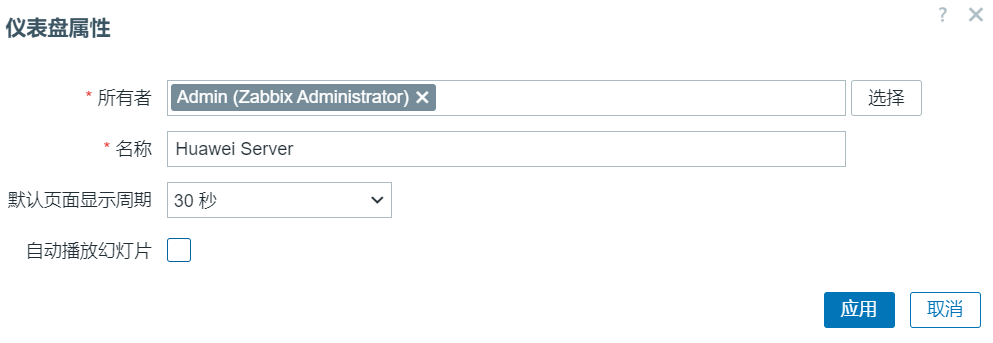 仪表盘属性
? ×
* 所有者 Admin (Zabbix Administrator) × 选择
* 名称 Huawei Server
默认页面显示周期 30 秒
自动播放幻灯片
应用 取消